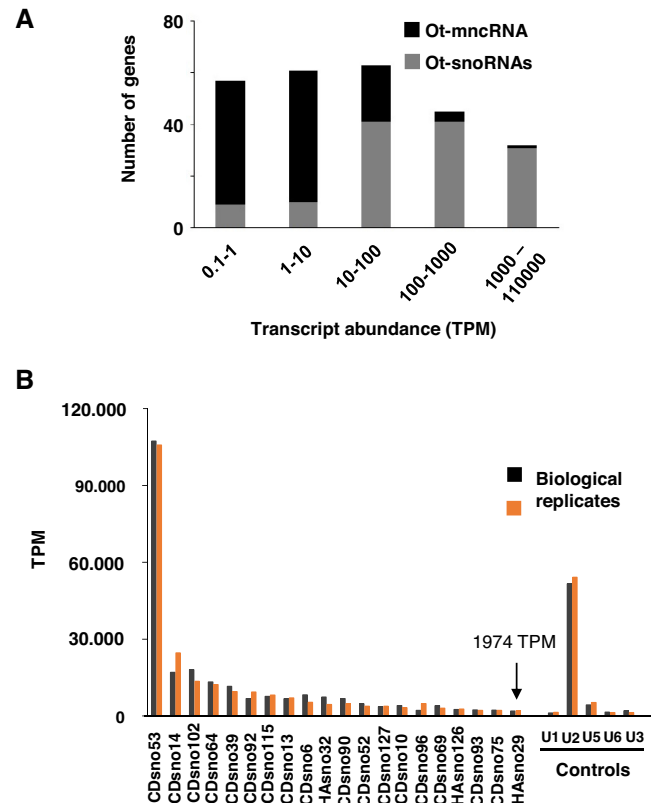 A
80
40
0
Number of genes
Ot-mncRNA
Ot-snoRNAs
0.1-1
1-10
10-100
100-1000
1000 –
110000
Transcript abundance (TPM)
B
120.000
90.000
60.000
30.000
0
TPM
Biological
replicates
1974 TPM
CDsno53
CDsno14
CDsno102
CDsno64
CDsno39
CDsno92
CDsno115
CDsno13
CDsno6
HAsno32
CDsno90
CDsno52
CDsno127
CDsno10
CDsno96
CDsno69
HAsno126
CDsno93
CDsno75
HAsno29
U1 U2 U5 U6 U3
Controls